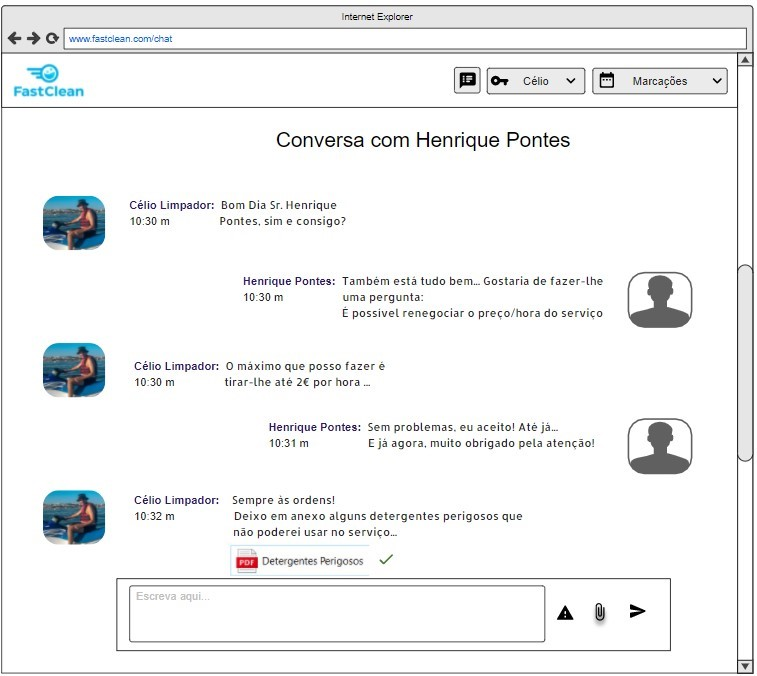 Internet Explorer
www.fastclean.com/chat
FastClean
Célio
Marcações
Conversa com Henrique Pontes
Célio Limpador: Bom Dia Sr. Henrique
10:30 m Pontes, sim e consigo?
Henrique Pontes: Também está tudo bem... Gostaria de fazer-lhe
10:30 m uma pergunta:
É possível renegociar o preço/hora do serviço
Célio Limpador: O máximo que posso fazer é
10:30 m tirar-lhe até 2€ por hora ...
Henrique Pontes: Sem problemas, eu aceito! Até já...
10:31 m E já agora, muito obrigado pela atenção!
Célio Limpador: Sempre às ordens!
10:32 m Deixo em anexo alguns detergentes perigosos que
não poderei usar no serviço...
PDF Detergentes Perigosos
Escreva aqui...